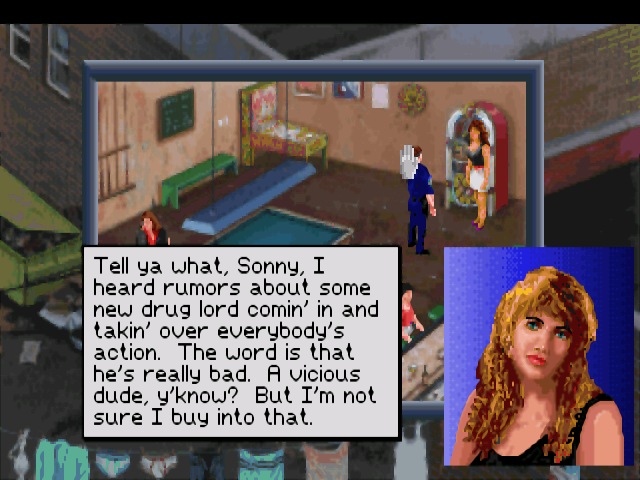 Tell ya what, Sonny, I
heard rumors about some
new drug lord comin' in and
takin' over everybody's
action.  The word is that
he's really bad.  A vicious
dude, y'know?  But I'm not
sure I buy into that.